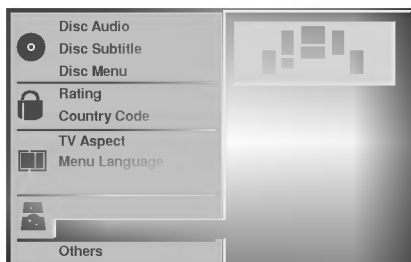 Disc Audio
Disc Subtitle
Disc Menu
Rating
Country Code
TV Aspect
Menu Language
Others